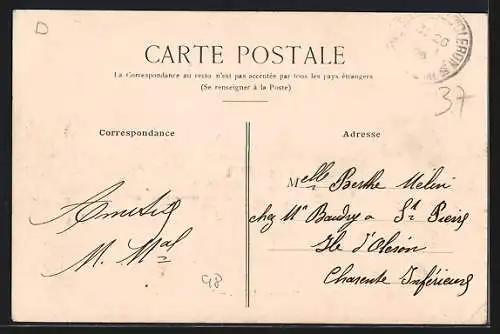 D
CARTE POSTALE
La Correspondance au recto n'est pas acceptée par tous les pays étrangers
(Se renseigner à la Poste)
37
Correspondance
Adresse
Melle Berthe Melin
chez Mr Baudry à St Pierre
Ile d'Oléron
Charente Inférieure
Amitiés
M. Mal
98